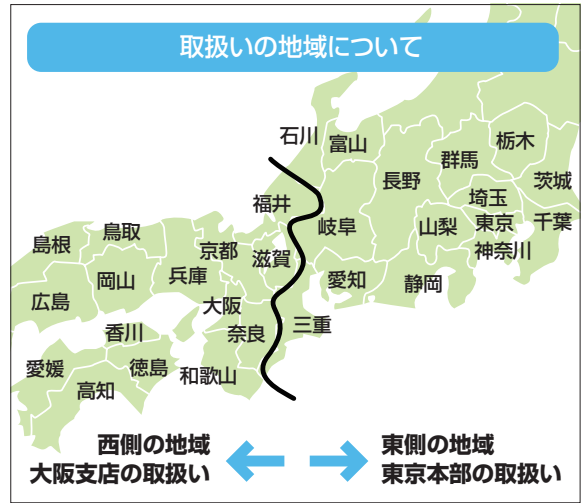 取扱いの地域について
石川
富山
栃木
群馬
長野
茨城
埼玉
福井
岐阜
山梨
東京
千葉
神奈川
島根
鳥取
京都
滋賀
兵庫
岡山
愛知
静岡
広島
大阪
三重
香川
奈良
愛媛
徳島
和歌山
高知
西側の地域
大阪支店の取扱い
東側の地域
東京本部の取扱い